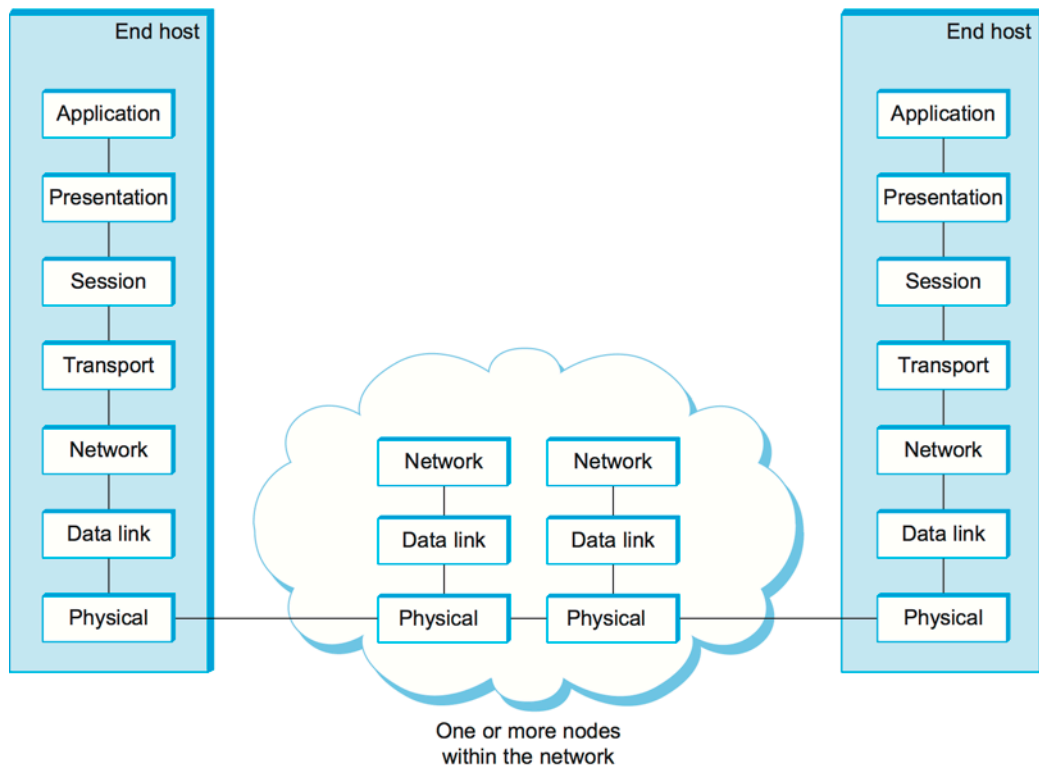 End host
Application
Presentation
Session
Transport
Network
Data link
Physical
Network
Data link
Physical
Network
Data link
Physical
One or more nodes
within the network
End host
Application
Presentation
Session
Transport
Network
Data link
Physical